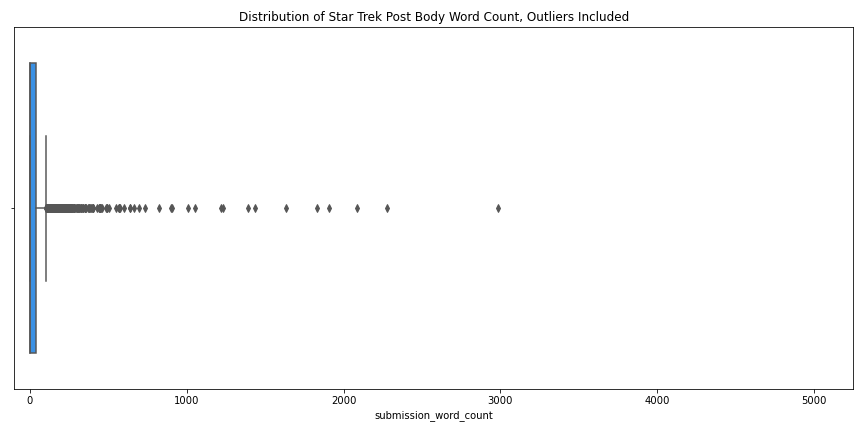 Distribution of Star Trek Post Body Word Count, Outliers Included
0 1000 2000 3000 4000 5000
submission_word_count